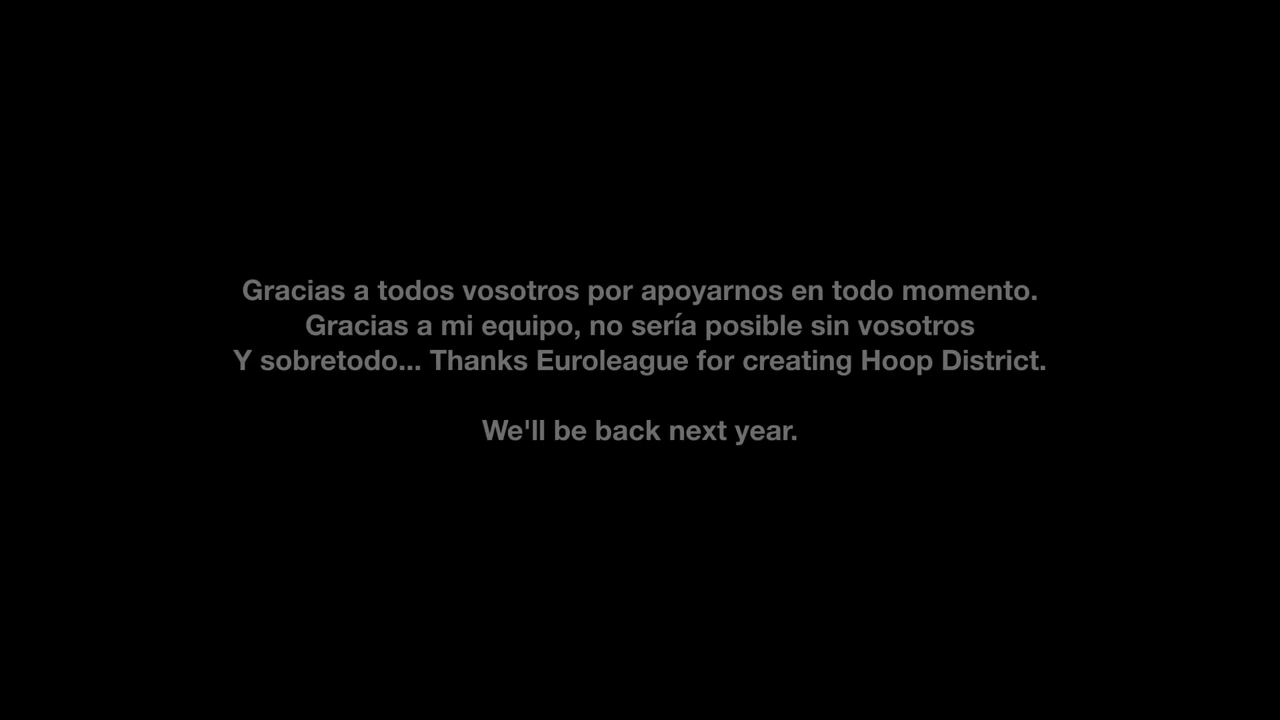 Gracias a todos vosotros por apoyarnos en todo momento.
Gracias a mi equipo, no sería posible sin vosotros
Y sobretodo... Thanks Euroleague for creating Hoop District.
We'll be back next year.